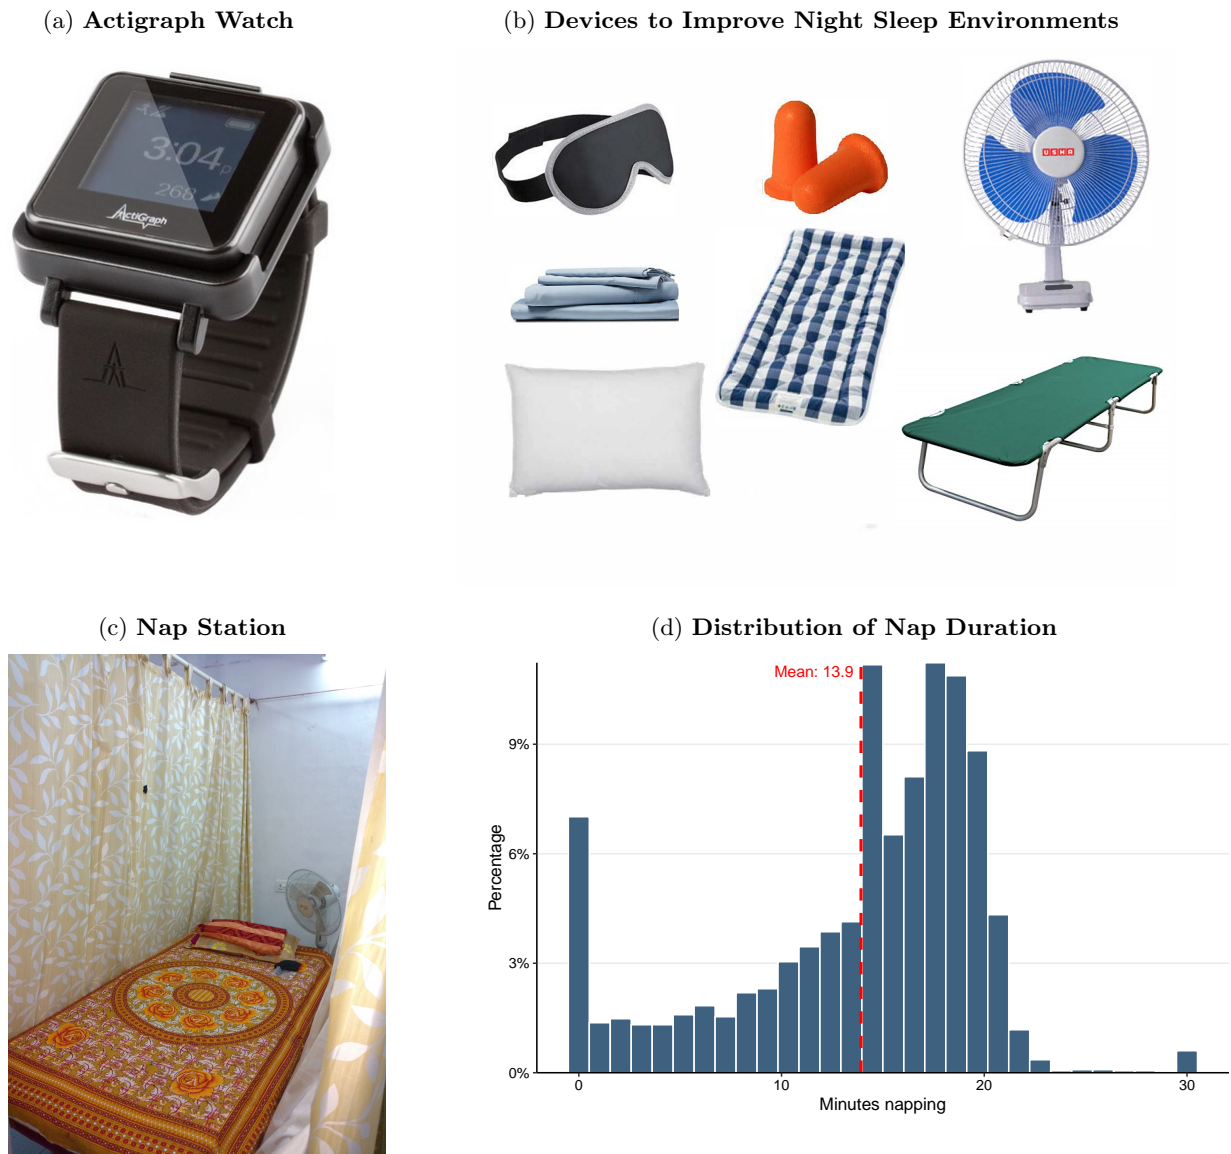 (a) Actigraph Watch
3:04p
268
ActiGraph
(b) Devices to Improve Night Sleep Environments
USHA
(c) Nap Station
(d) Distribution of Nap Duration
Mean: 13.9
9%
6%
3%
0%
Percentage
0 10 20 30
Minutes napping